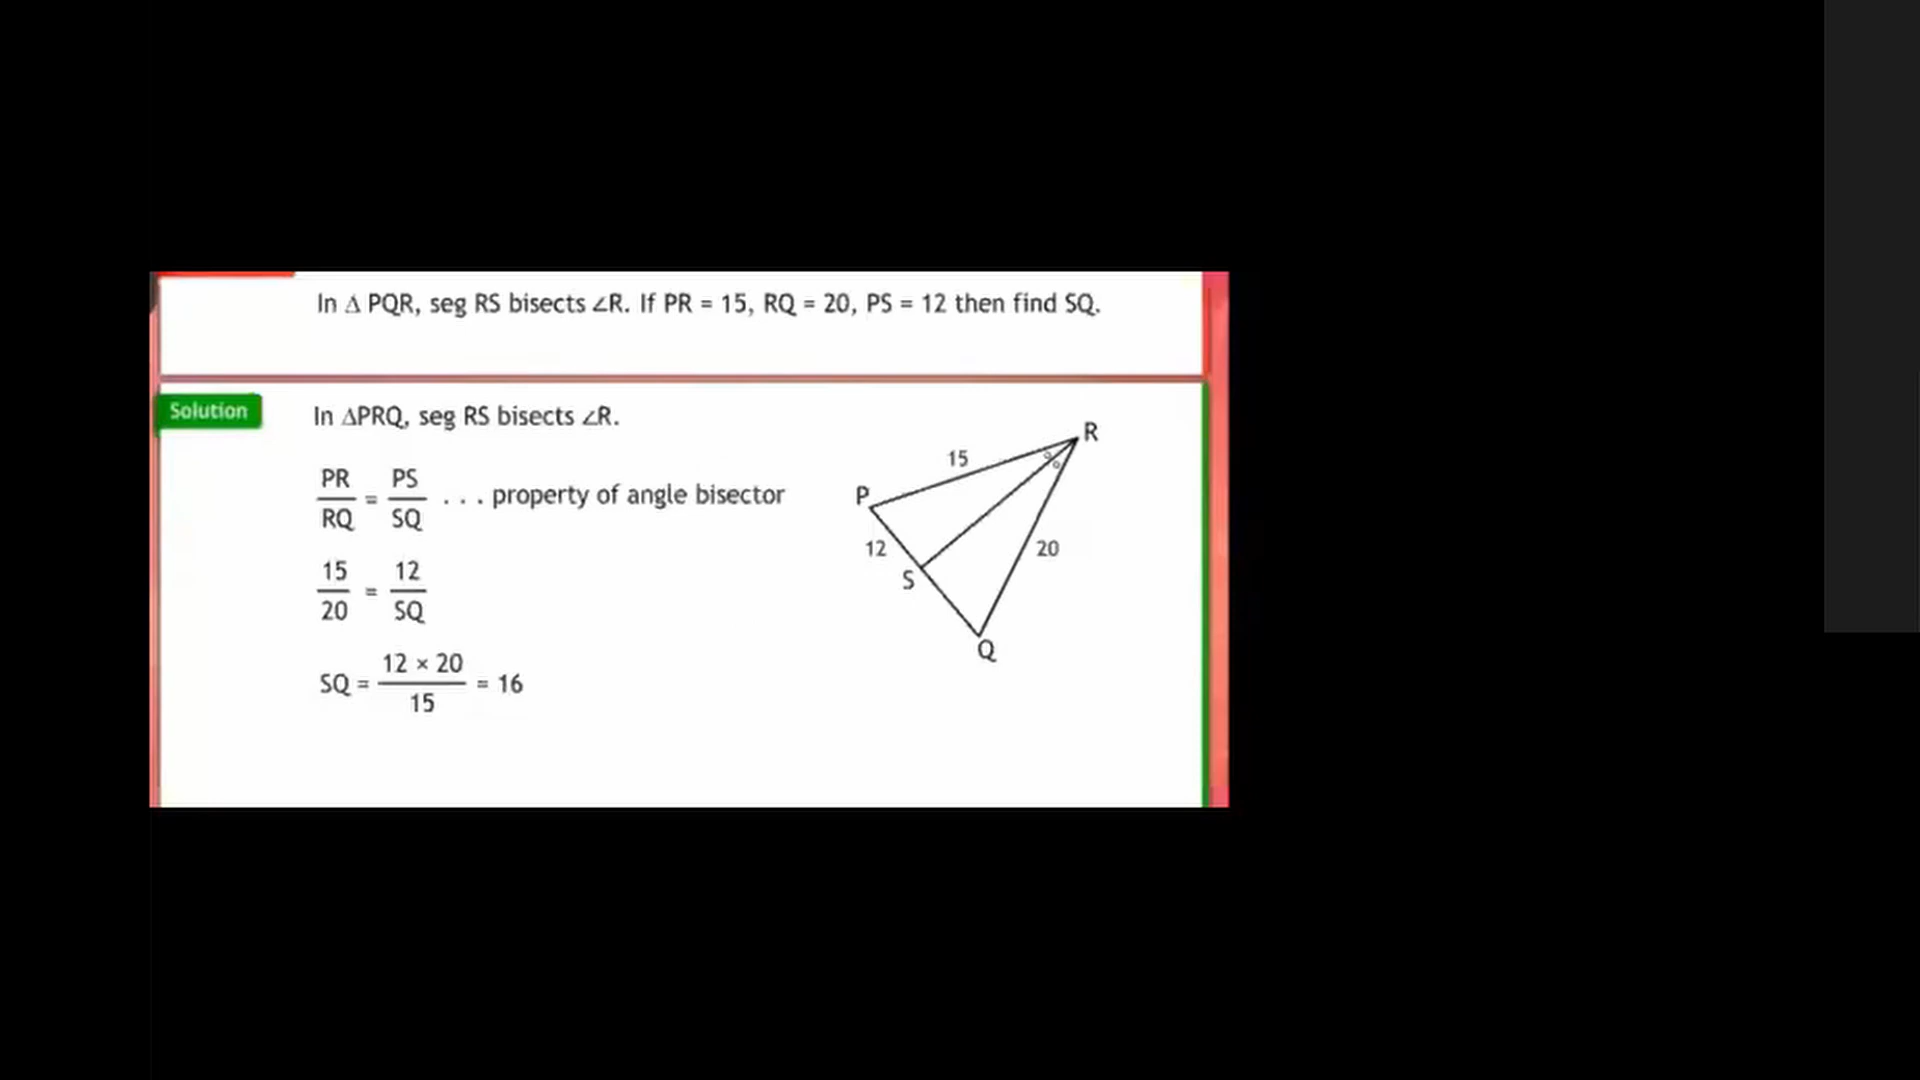 In Δ PQR, seg RS bisects ∠R. If PR = 15, RQ = 20, PS = 12 then find SQ.
Solution
In ΔPRQ, seg RS bisects ∠R.
PR/RQ = PS/SQ . . . property of angle bisector
15/20 = 12/SQ
SQ = 12 × 20/15 = 16
R
15
P
12
20
S
Q